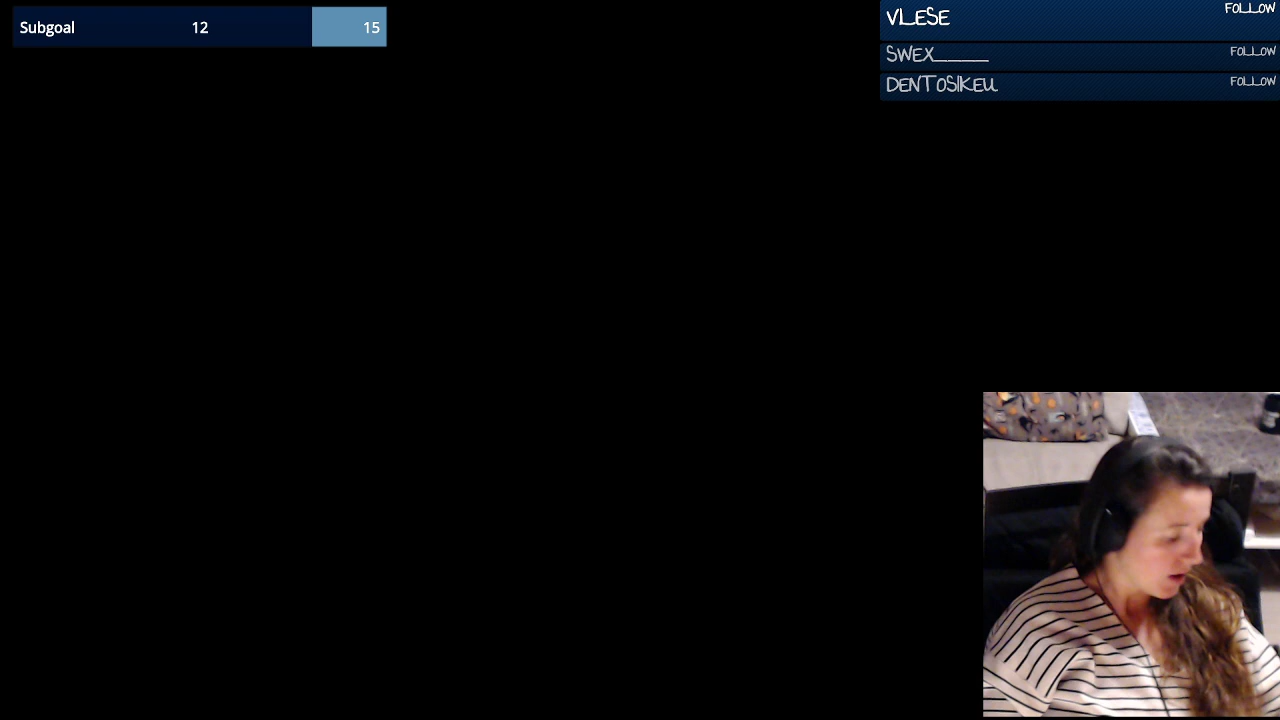 Subgoal 12 15
VLESE FOLLOW
SWEX_____ FOLLOW
DENTOSIKEU FOLLOW